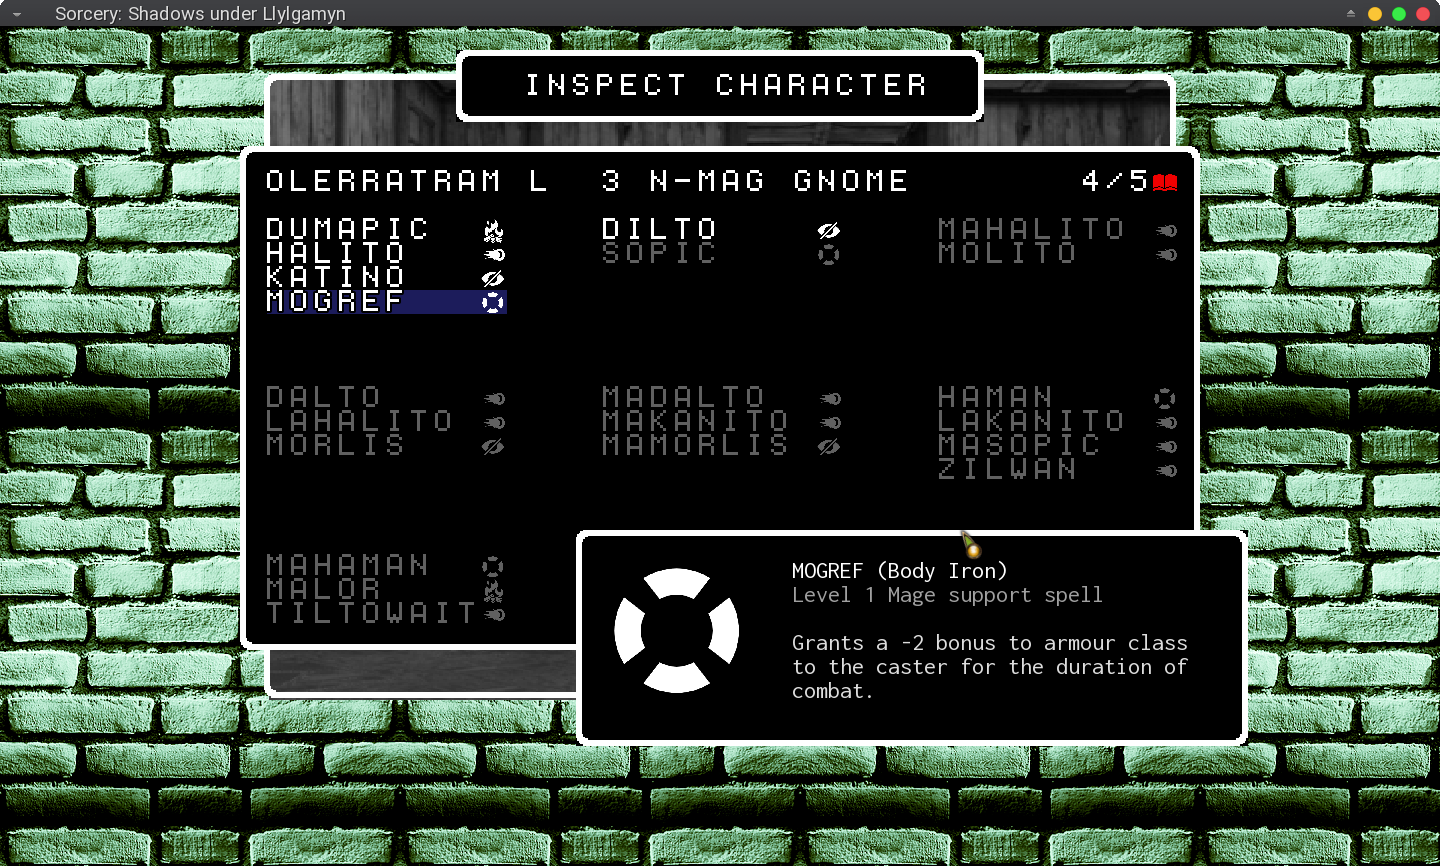 Sorcery: Shadows under Llylgamyn
INSPECT CHARACTER
OLERRATRAM L 3 N-MAG GNOME 4/5
DUMAPIC DILTO MAHALITO
HALITO SOPIC MOLITO
KATINO
MOGREF
DALTO MADALTO HAMAN
LAHALITO MAKANITO LAKANITO
MORLIS MAMORLIS MASOPIC
ZILWAN
MAHAMAN
MALOR
TILTOWAIT
MOGREF (Body Iron)
Level 1 Mage support spell
Grants a -2 bonus to armour class
to the caster for the duration of
combat.